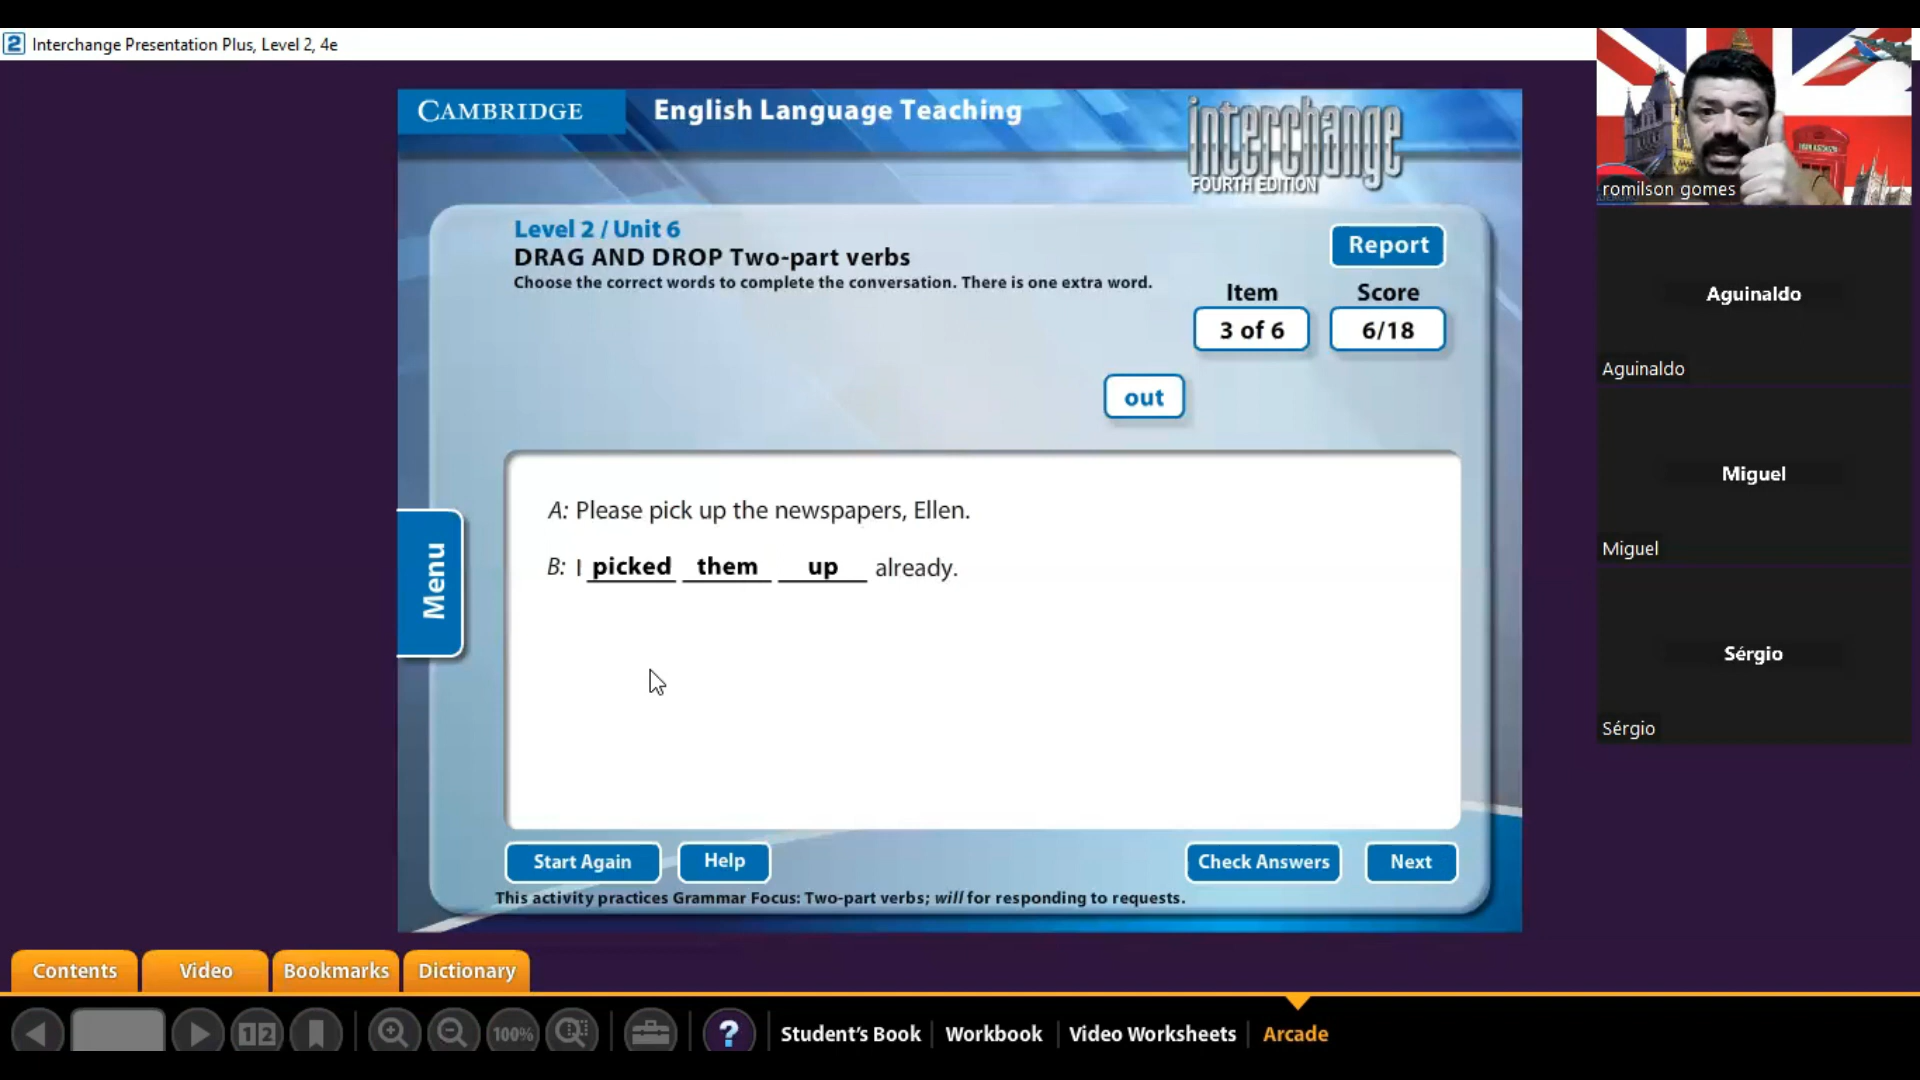 2 Interchange Presentation Plus, Level 2, 4e
CAMBRIDGE English Language Teaching
interchange
FOURTH EDITION
Level 2 / Unit 6
DRAG AND DROP Two-part verbs
Choose the correct words to complete the conversation. There is one extra word.
Report
Item Score
3 of 6 6/18
out
A: Please pick up the newspapers, Ellen.
B: I picked them up already.
Menu
Start Again Help Check Answers Next
This activity practices Grammar Focus: Two-part verbs; will for responding to requests.
romilson gomes
Aguinaldo
Aguinaldo
Miguel
Miguel
Sérgio
Sérgio
Contents Video Bookmarks Dictionary
12 100% ? Student's Book Workbook Video Worksheets Arcade